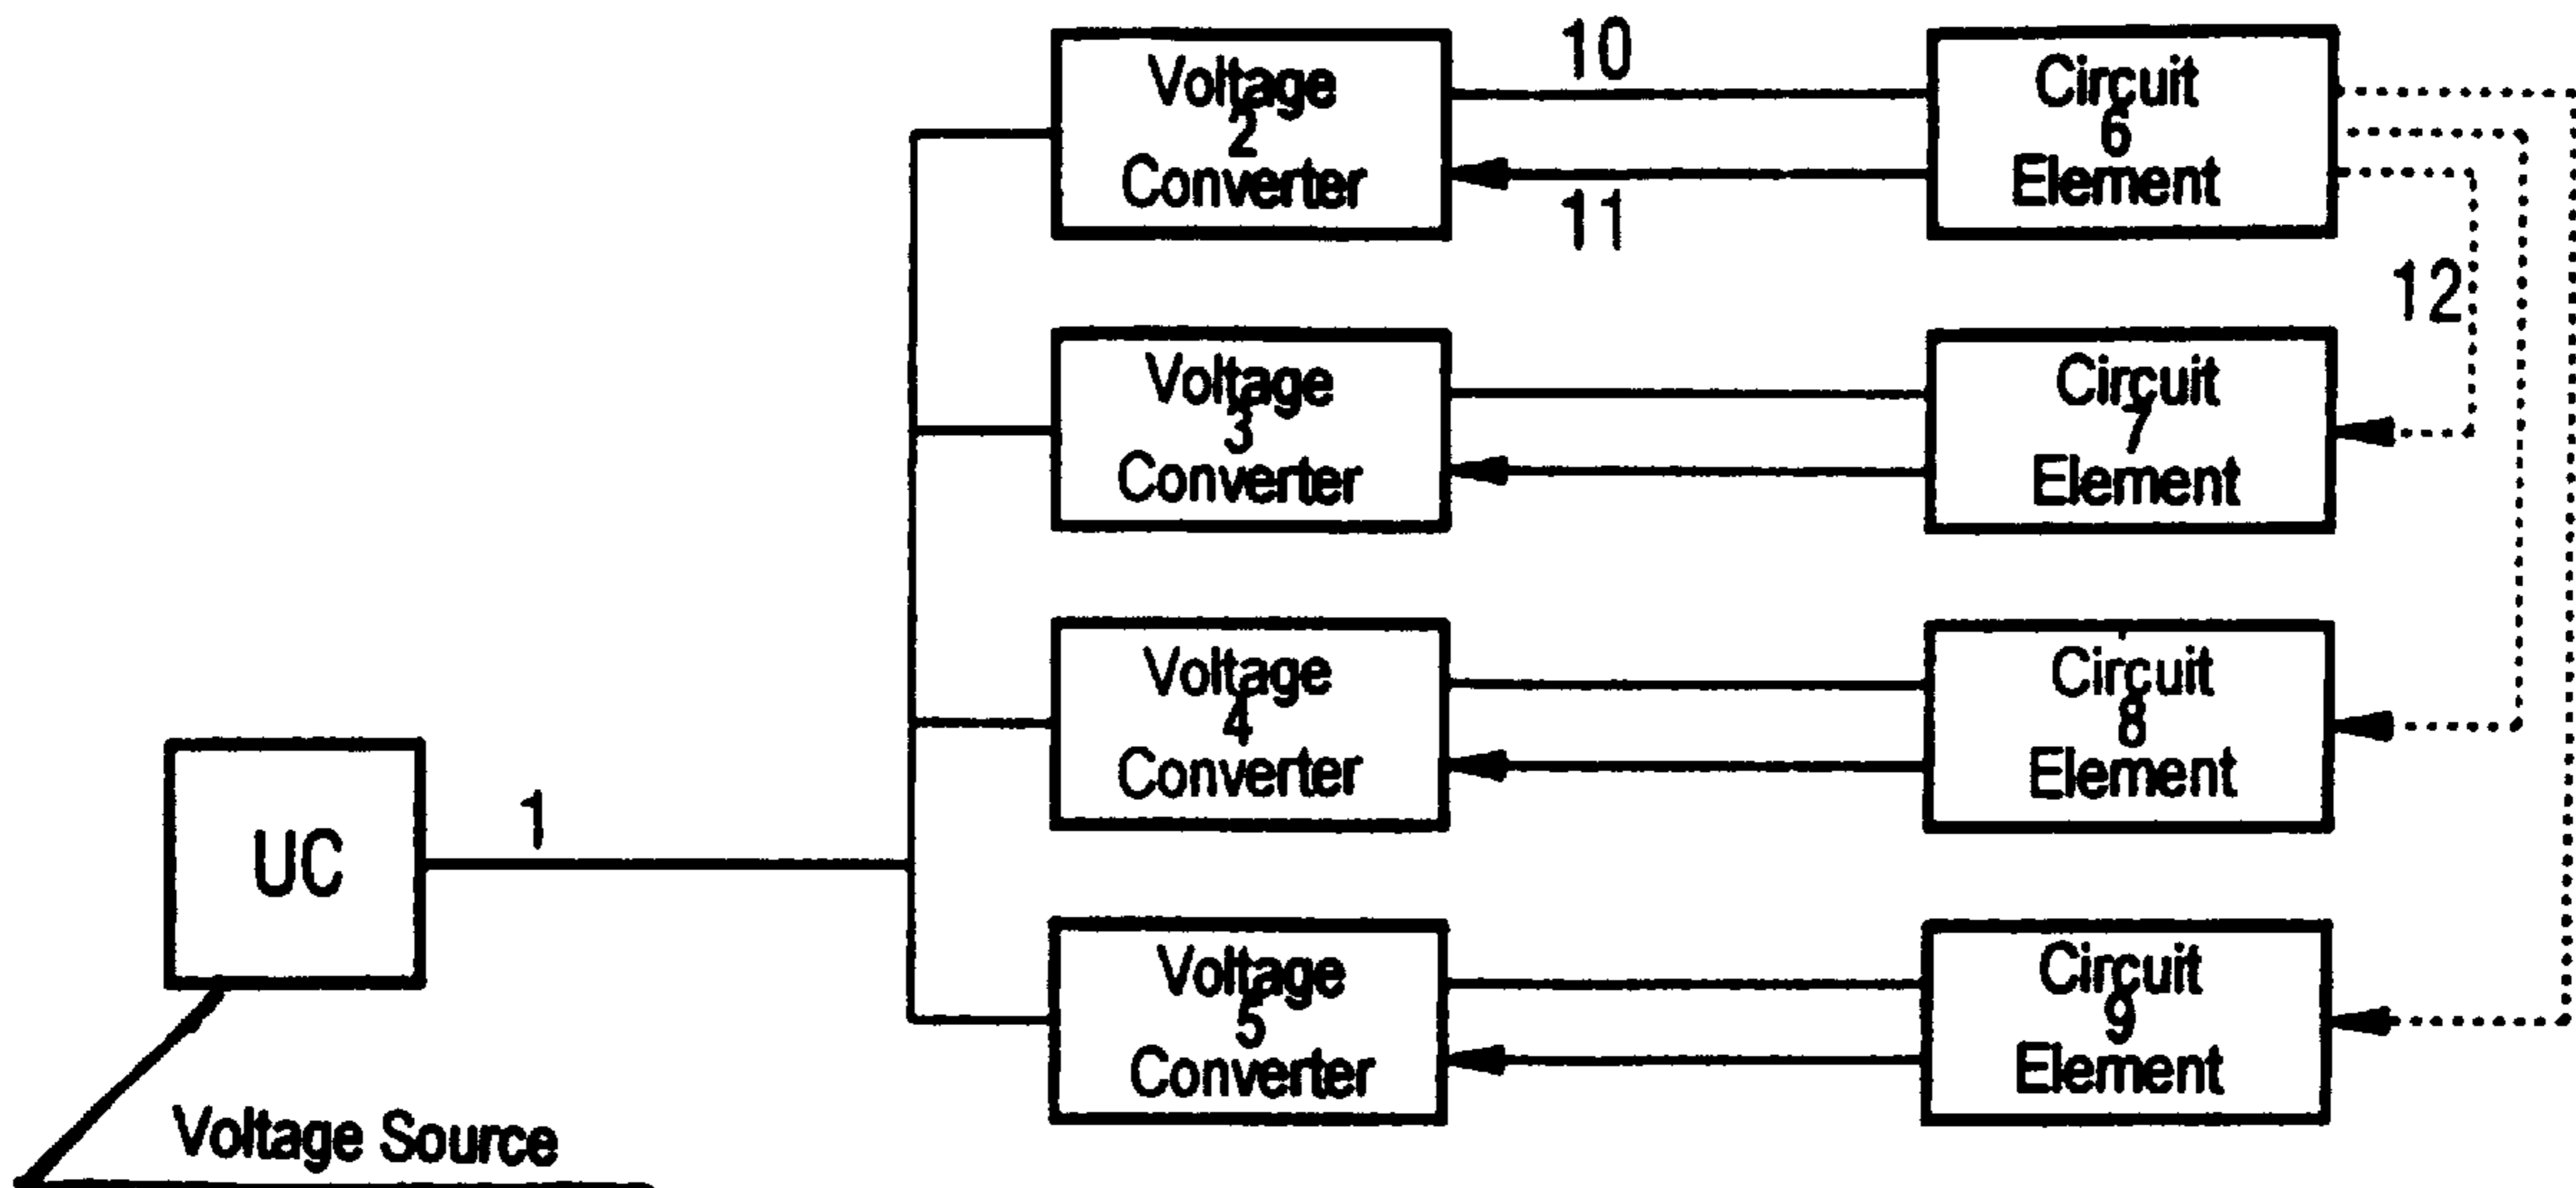 Voltage
2
Converter
10
11
Circuit
6
Element
12
Voltage
3
Converter
Circuit
7
Element
Voltage
4
Converter
Circuit
8
Element
UC
1
Voltage
5
Converter
Circuit
9
Element
Voltage Source